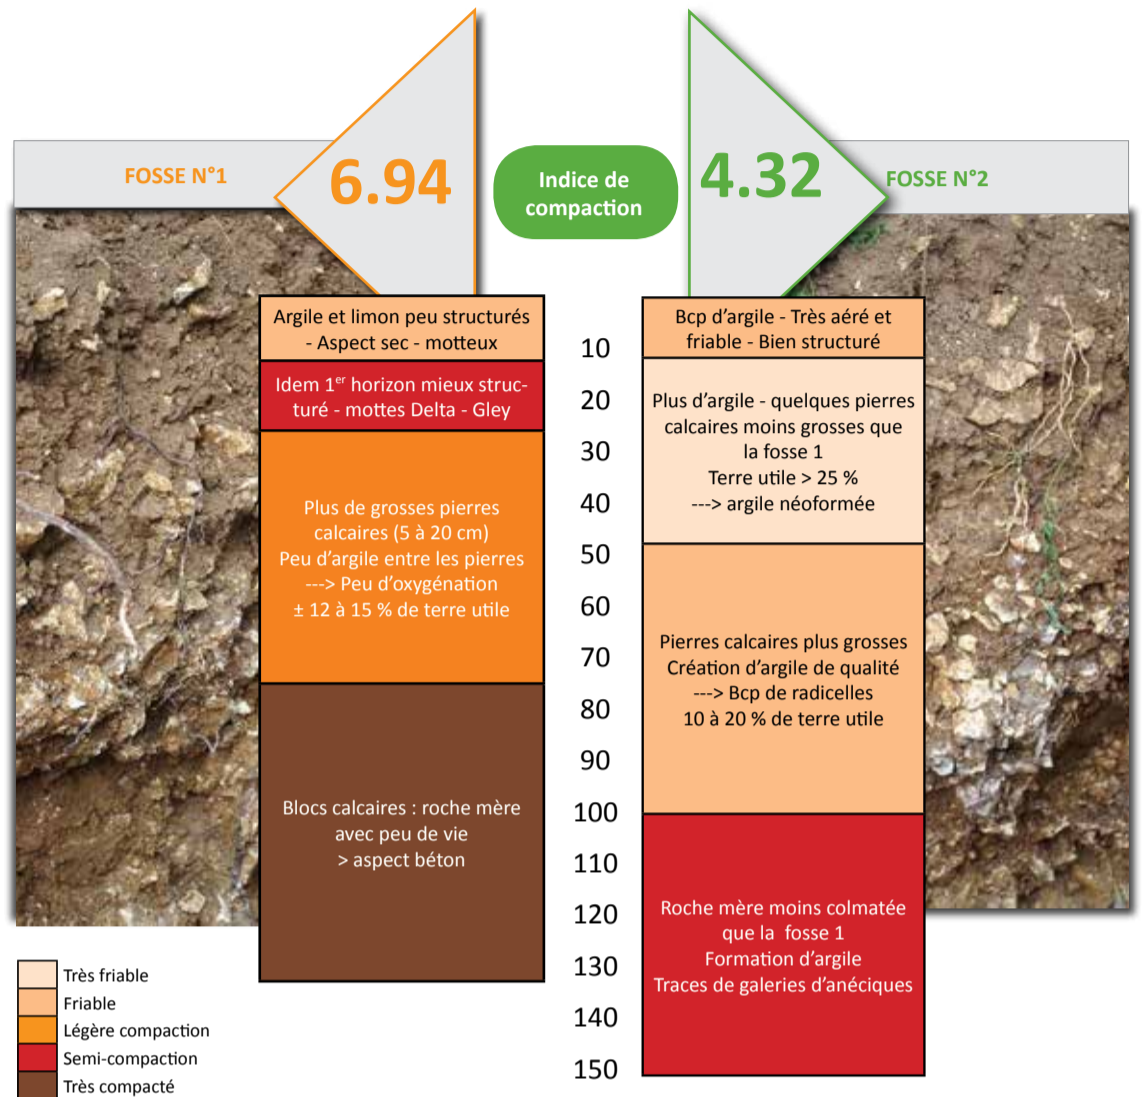 FOSSE N°1
6.94
Indice de
compaction
4.32
FOSSE N°2
Argile et limon peu structurés
- Aspect sec - motteux
Idem 1er horizon mieux struc-
turé - mottes Delta - Gley
Plus de grosses pierres
calcaires (5 à 20 cm)
Peu d'argile entre les pierres
---> Peu d'oxygénation
± 12 à 15 % de terre utile
Blocs calcaires : roche mère
avec peu de vie
> aspect béton
10
20
30
40
50
60
70
80
90
100
110
120
130
140
150
Bcp d'argile - Très aéré et
friable - Bien structuré
Plus d'argile - quelques pierres
calcaires moins grosses que
la fosse 1
Terre utile > 25 %
---> argile néoformée
Pierres calcaires plus grosses
Création d'argile de qualité
---> Bcp de radicelles
10 à 20 % de terre utile
Roche mère moins colmatée
que la fosse 1
Formation d'argile
Traces de galeries d'anéciques
Très friable
Friable
Légère compaction
Semi-compaction
Très compacté